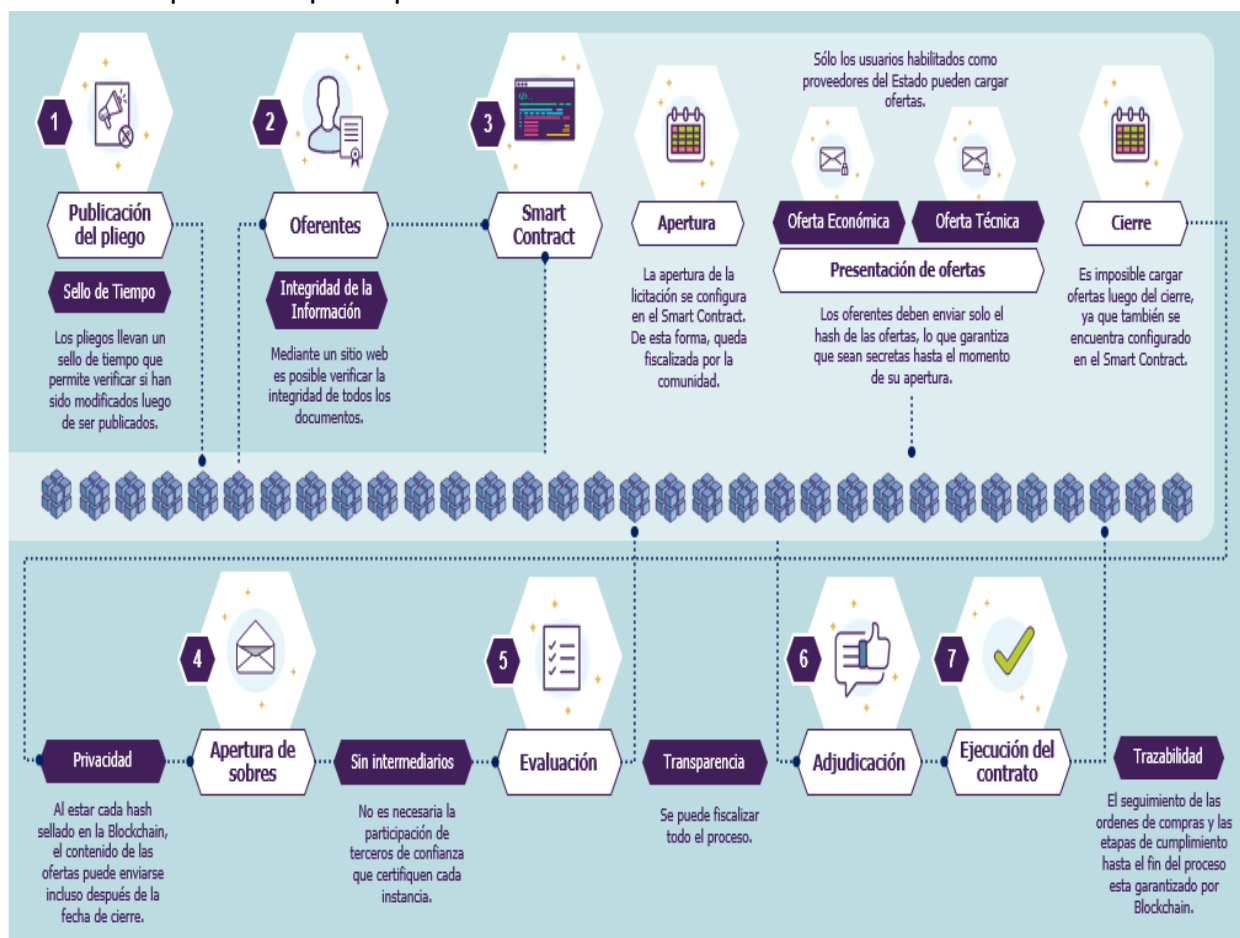 1
Publicación
del pliego
Sello de Tiempo
Los pliegos llevan un
sello de tiempo que
permite verificar si han
sido modificados luego
de ser publicados.
2
Oferentes
Integridad de la
Información
Mediante un sitio web
es posible verificar la
integridad de todos los
documentos.
3
Smart
Contract
Apertura
La apertura de la
licitación se configura
en el Smart Contract.
De esta forma, queda
fiscalizada por la
comunidad.
Sólo los usuarios habilitados como
proveedores del Estado pueden cargar
ofertas.
Oferta Económica
Oferta Técnica
Presentación de ofertas
Los oferentes deben enviar solo el
hash de las ofertas, lo que garantiza
que sean secretas hasta el momento
de su apertura.
Cierre
Es imposible cargar
ofertas luego del cierre,
ya que también se
encuentra configurado
en el Smart Contract.
Privacidad
Al estar cada hash
sellado en la Blockchain,
el contenido de las
ofertas puede enviarse
incluso después de la
fecha de cierre.
4
Apertura de
sobres
Sin intermediarios
No es necesaria la
participación de
terceros de confianza
que certifiquen cada
instancia.
5
Evaluación
Transparencia
Se puede fiscalizar
todo el proceso.
6
Adjudicación
7
Ejecución del
contrato
Trazabilidad
El seguimiento de las
ordenes de compras y las
etapas de cumplimiento
hasta el fin del proceso
esta garantizado por
Blockchain.